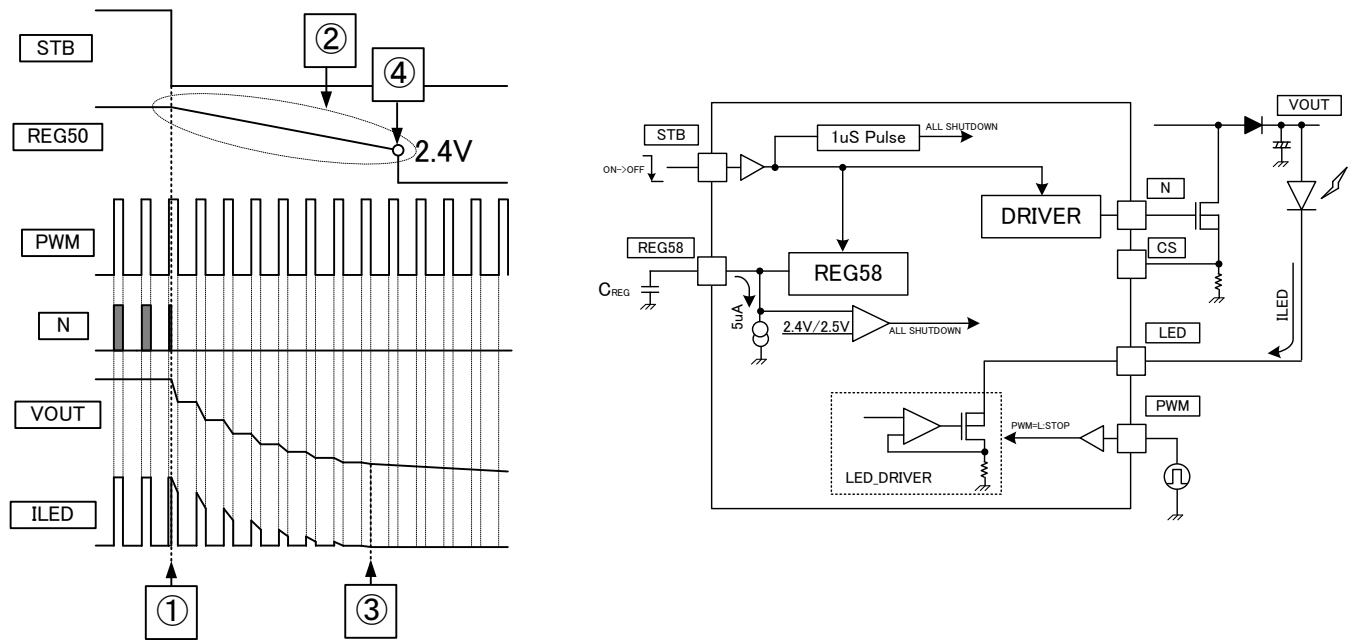 STB
②
④
REG50
2.4V
PWM
N
VOUT
ILED
①
③
VOUT
STB
1uS Pulse
ALL SHUTDOWN
ON->OFF
N
DRIVER
CS
REG58
REG58
CREG
5uA
2.4V/2.5V
ALL SHUTDOWN
ILED
LED
PWM
PWM=L:STOP
LED_DRIVER